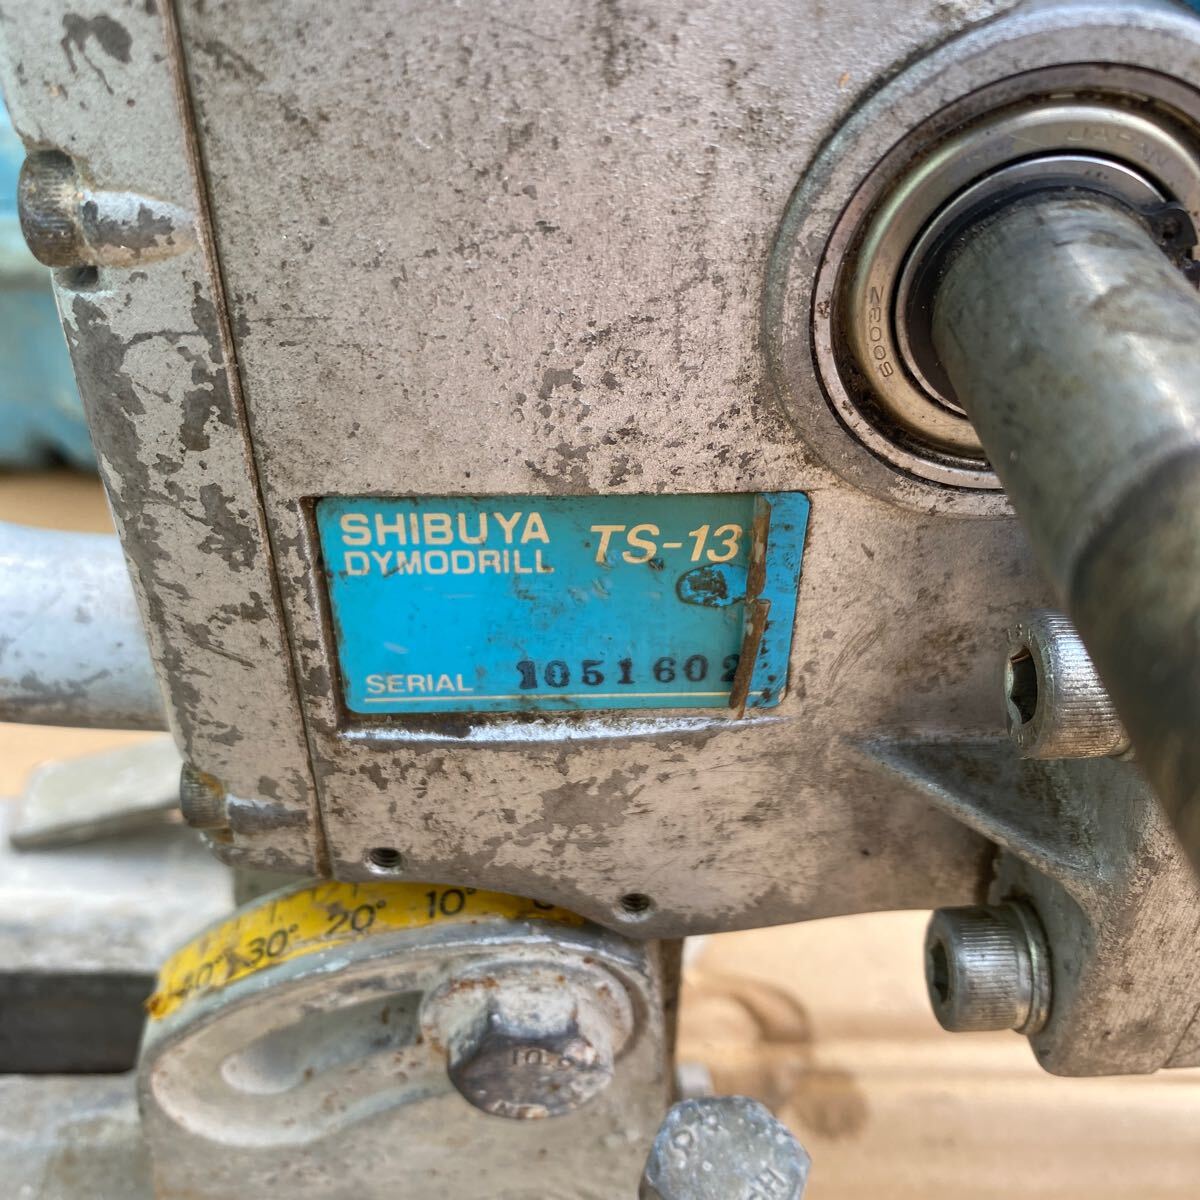 SHIBUYA
DYMODRILL
TS-13
SERIAL 1051602
JAPAN
6003Z
40° 30° 20° 10°